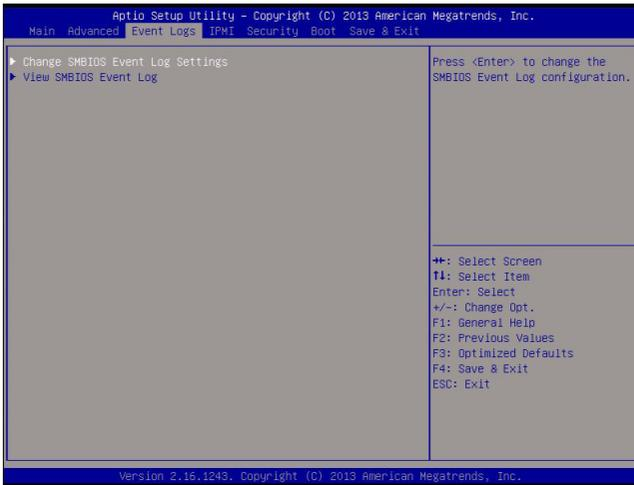 Aptio Setup Utility – Copyright (C) 2013 American Megatrends, Inc.
Main Advanced Event Logs IPMI Security Boot Save & Exit
▶ Change SMBIOS Event Log Settings
▶ View SMBIOS Event Log
Press <Enter> to change the
SMBIOS Event Log configuration.
→←: Select Screen
↑↓: Select Item
Enter: Select
+/-: Change Opt.
F1: General Help
F2: Previous Values
F3: Optimized Defaults
F4: Save & Exit
ESC: Exit
Version 2.16.1243. Copyright (C) 2013 American Megatrends, Inc.